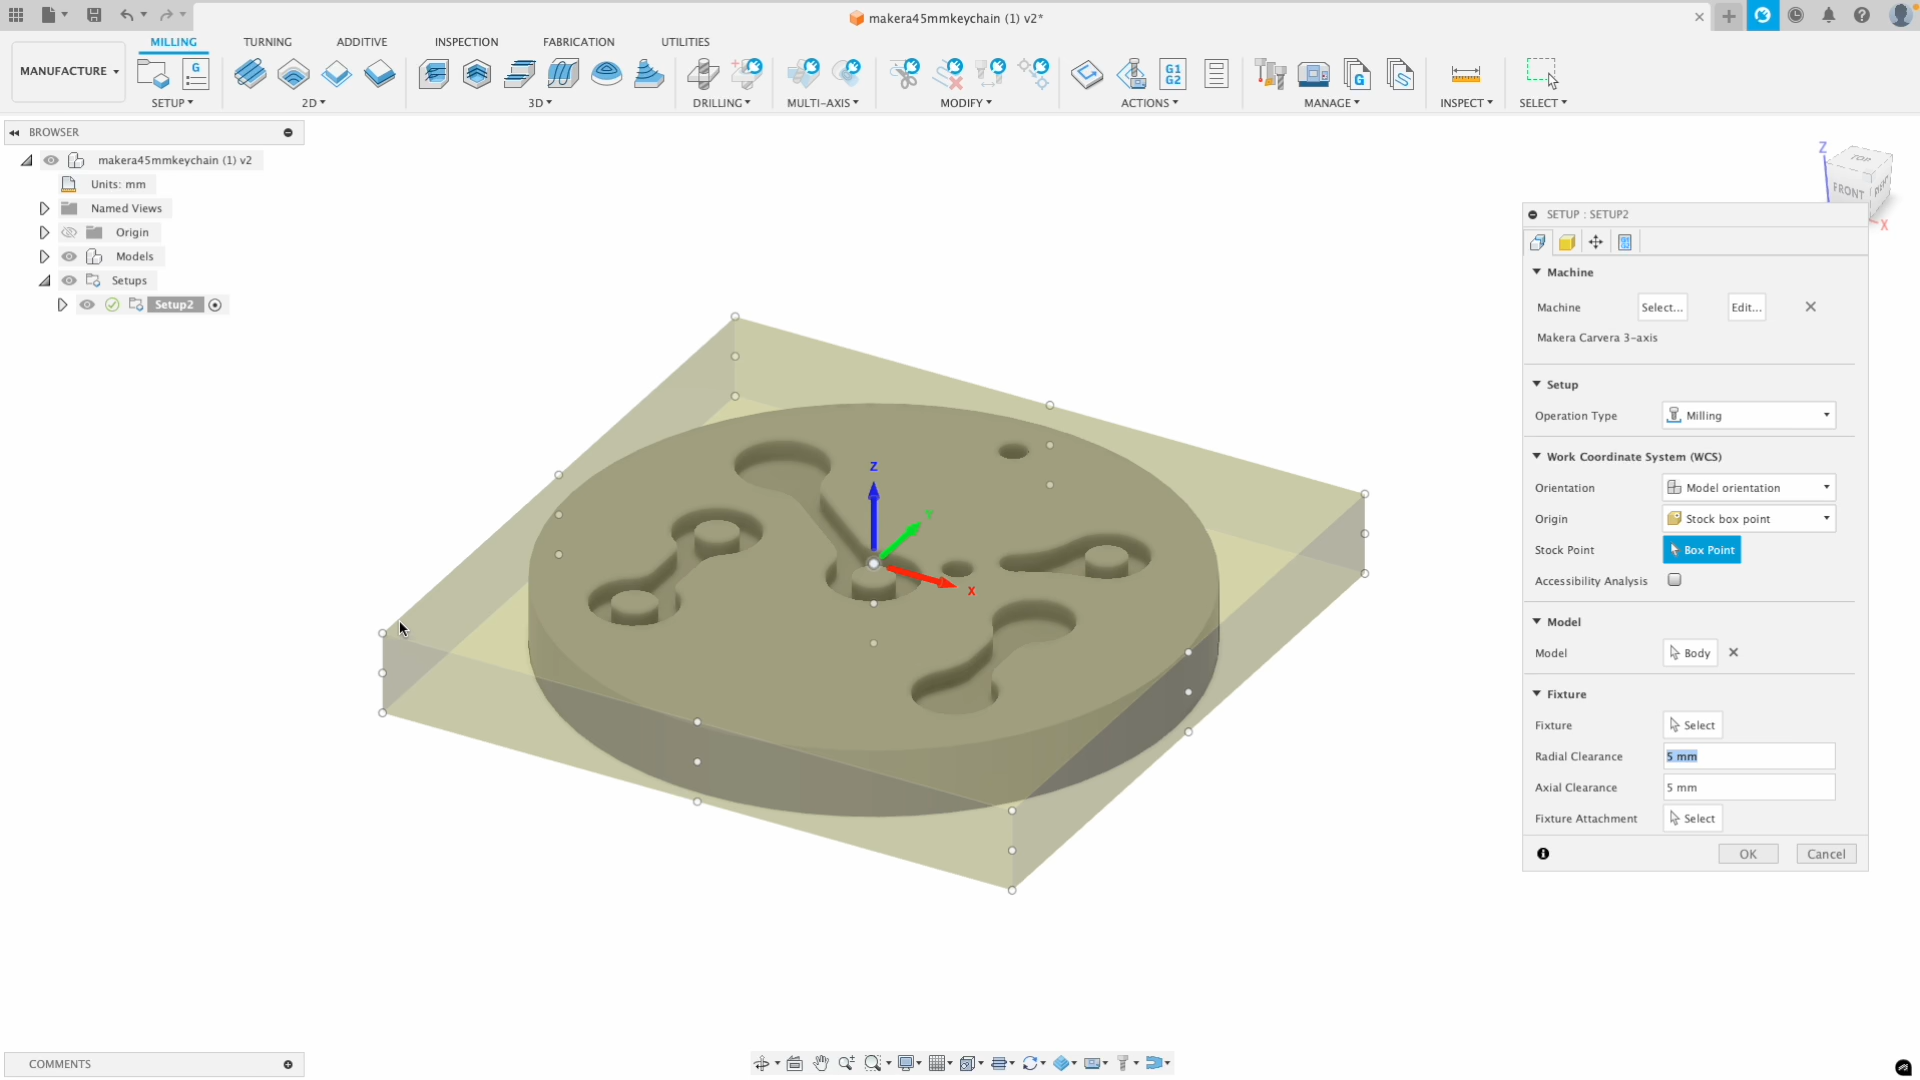 makera45mmkeychain (1) v2*
MILLING TURNING ADDITIVE INSPECTION FABRICATION UTILITIES
MANUFACTURE
G
G1
G2
G
SETUP 2D 3D DRILLING MULTI-AXIS MODIFY ACTIONS MANAGE INSPECT SELECT
BROWSER
makera45mmkeychain (1) v2
Units: mm
Named Views
Origin
Models
Setups
Setup2
Z
TOP
FRONT
RIGHT
X
Z
Y
X
SETUP : SETUP2
Machine
Machine Select... Edit...
Makera Carvera 3-axis
Setup
Operation Type Milling
Work Coordinate System (WCS)
Orientation Model orientation
Origin Stock box point
Stock Point Box Point
Accessibility Analysis
Model
Model Body
Fixture
Fixture Select
Radial Clearance 5 mm
Axial Clearance 5 mm
Fixture Attachment Select
OK Cancel
COMMENTS